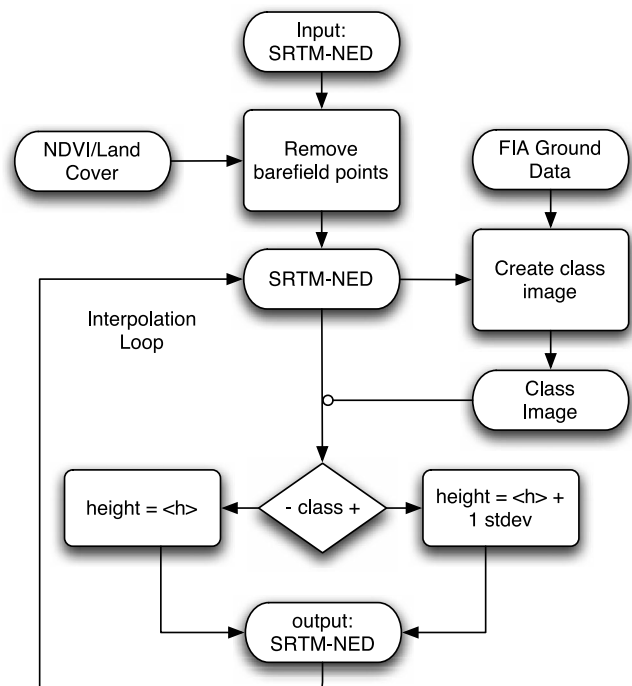 Input:
SRTM-NED
NDVI/Land
Cover
Remove
barefield points
FIA Ground
Data
SRTM-NED
Create class
image
Interpolation
Loop
Class
Image
height = <h>
- class +
height = <h> +
1 stdev
output:
SRTM-NED